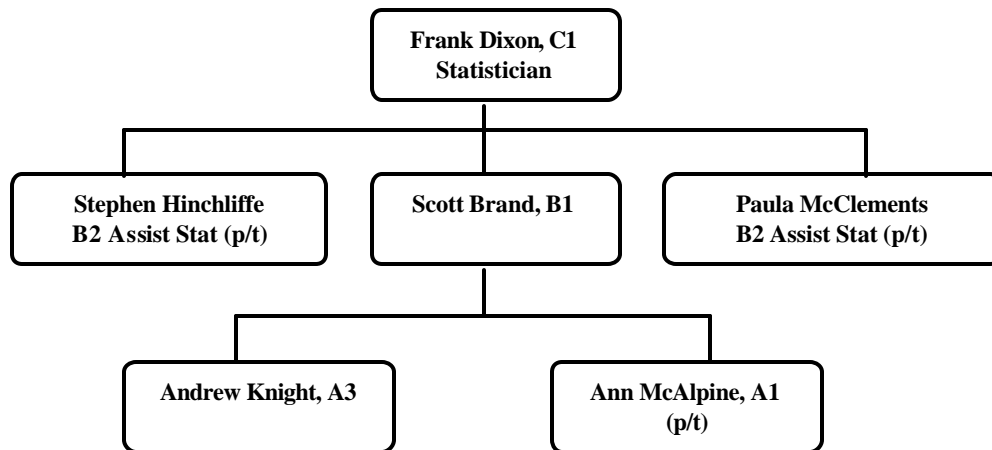 Frank Dixon, C1
Statistician
Stephen Hinchliffe
B2 Assist Stat (p/t)
Scott Brand, B1
Paula McClements
B2 Assist Stat (p/t)
Andrew Knight, A3
Ann McAlpine, A1
(p/t)